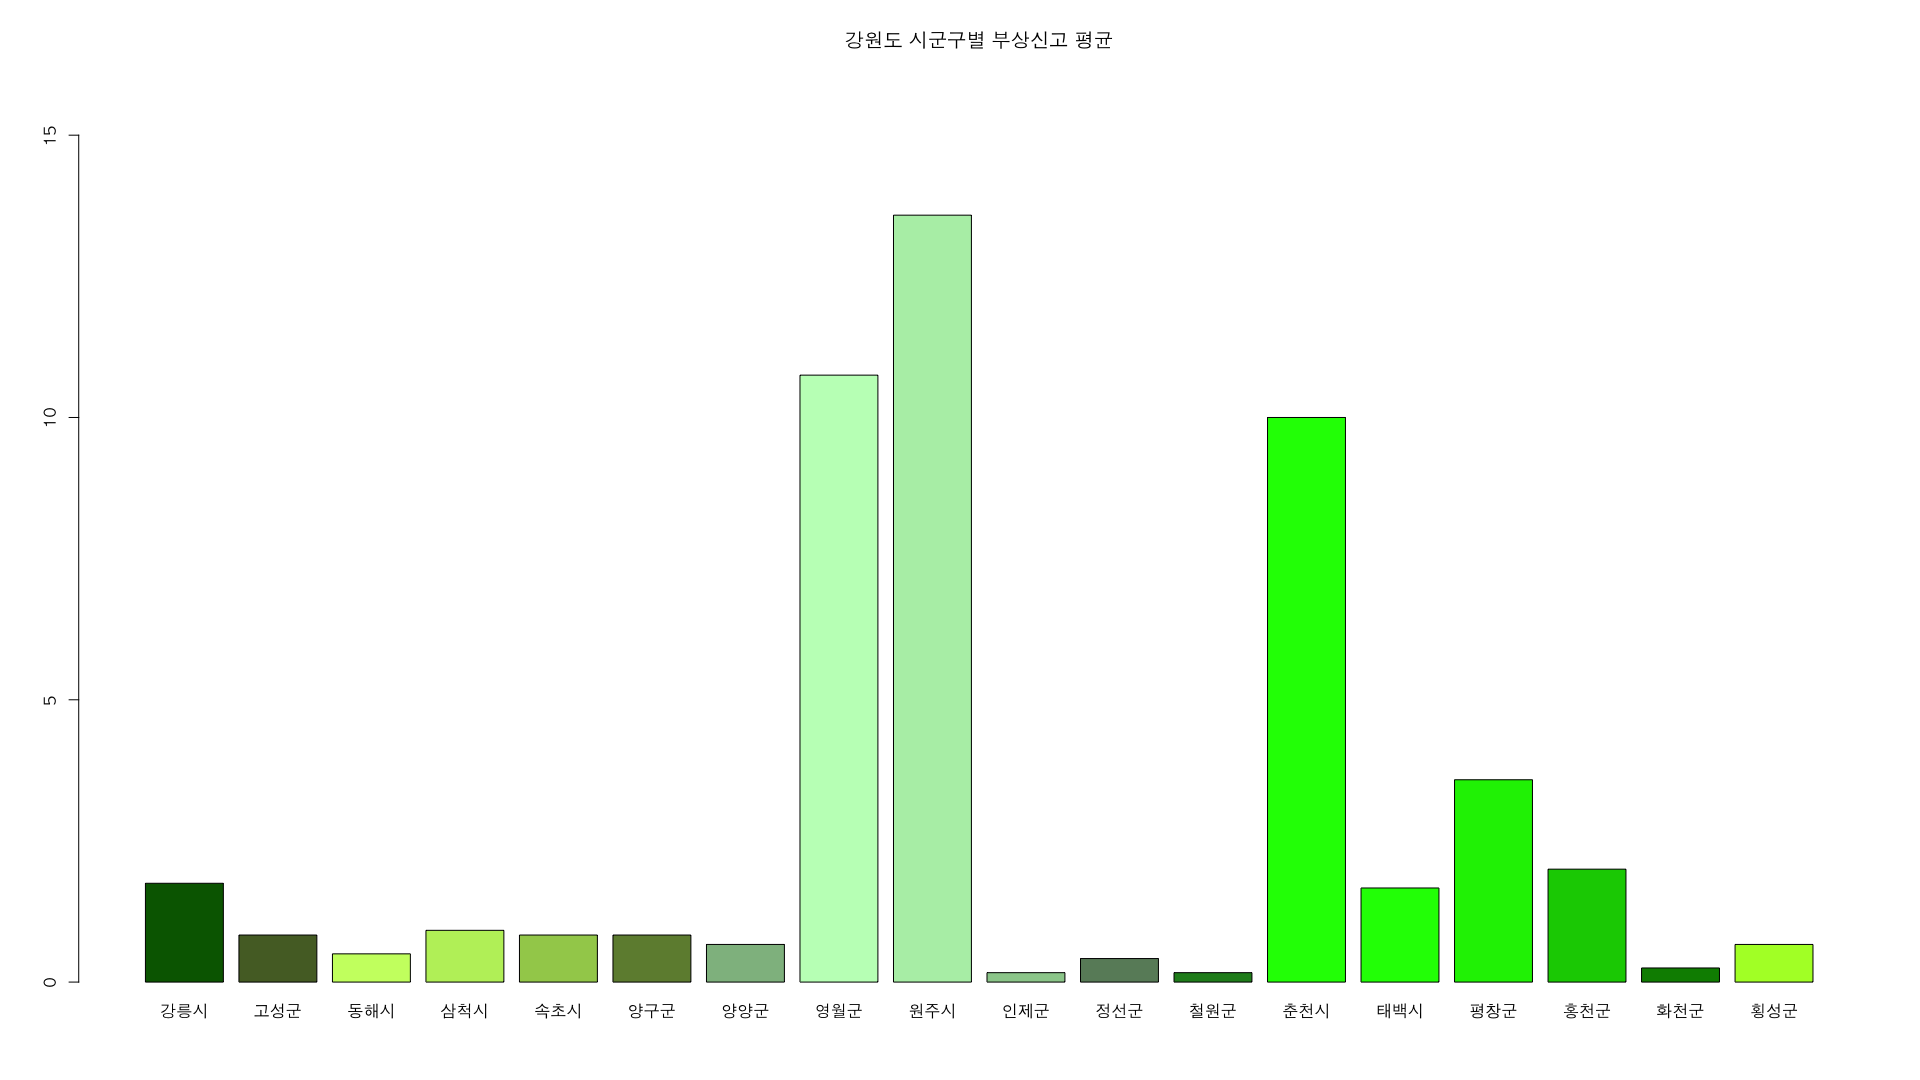 강원도 시군구별 부상신고 평균
15
10
5
0
강릉시 고성군 동해시 삼척시 속초시 양구군 양양군 영월군 원주시 인제군 정선군 철원군 춘천시 태백시 평창군 홍천군 화천군 횡성군